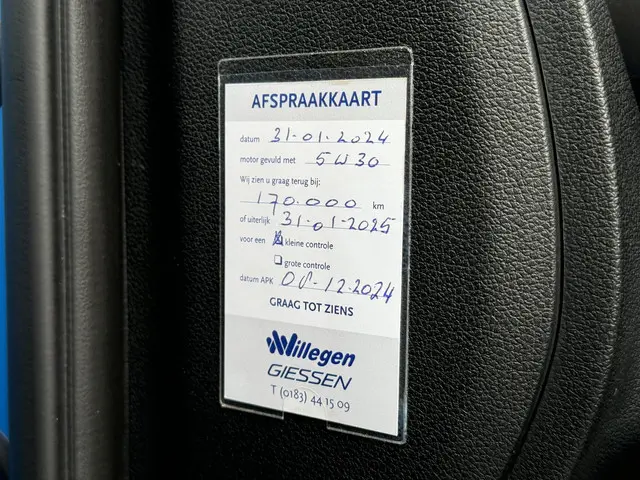 AFSPRAAKKAART
datum 31-01-2024
motor gevuld met 5W30
Wij zien u graag terug bij:
170.000 km
of uiterlijk 31-01-2025
voor een kleine controle
grote controle
datum APK 08-12-2024
GRAAG TOT ZIENS
Willegen
GIESSEN
T (0183) 44 15 09